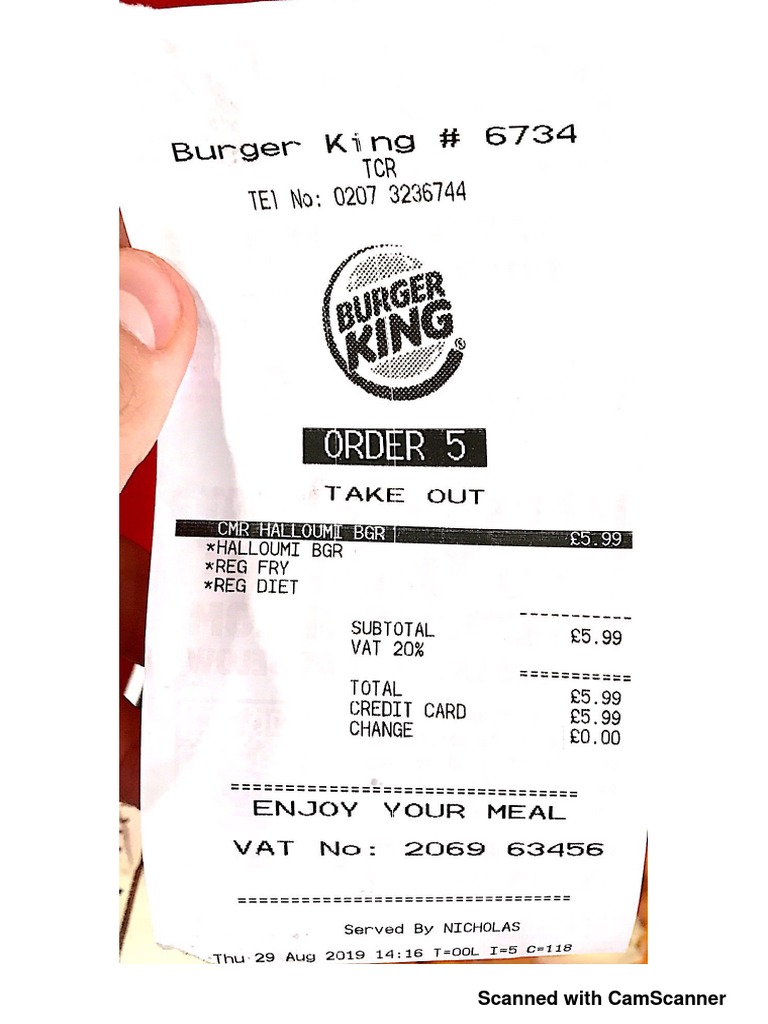 Burger King # 6734
TCR
TEl No: 0207 3236744
BURGER
KING®
ORDER 5
TAKE OUT
CMR HALLOUMI BGR £5.99
*HALLOUMI BGR
*REG FRY
*REG DIET
SUBTOTAL £5.99
VAT 20%
TOTAL £5.99
CREDIT CARD £5.99
CHANGE £0.00
ENJOY YOUR MEAL
VAT No: 2069 63456
Served By NICHOLAS
Thu 29 Aug 2019 14:16 T=OOL I=5 C=118
Scanned with CamScanner